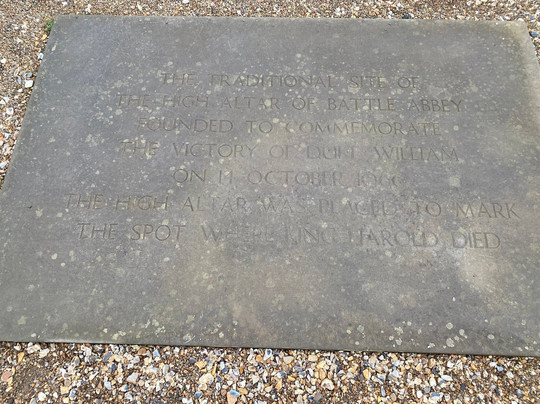 THE TRADITIONAL SITE OF
THE HIGH ALTAR OF BATTLE ABBEY
FOUNDED TO COMMEMORATE
THE VICTORY OF DUKE WILLIAM
ON 14 OCTOBER 1066
THE HIGH ALTAR WAS PLACED TO MARK
THE SPOT WHERE KING HAROLD DIED